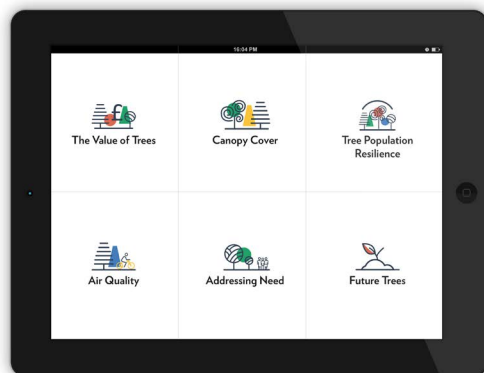 16:04 PM
The Value of Trees
Canopy Cover
Tree Population
Resilience
Air Quality
Addressing Need
Future Trees